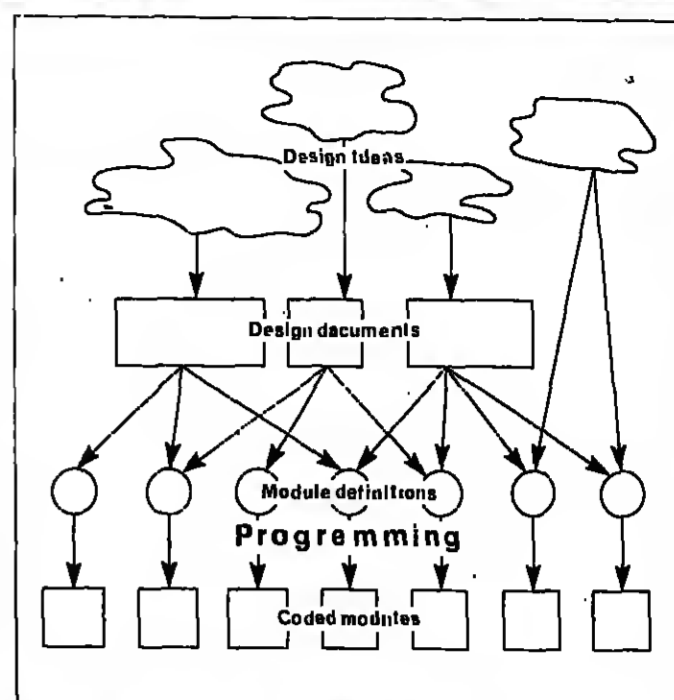 Design Ideas
Design documents
Module definitions
Programming
Coded modules